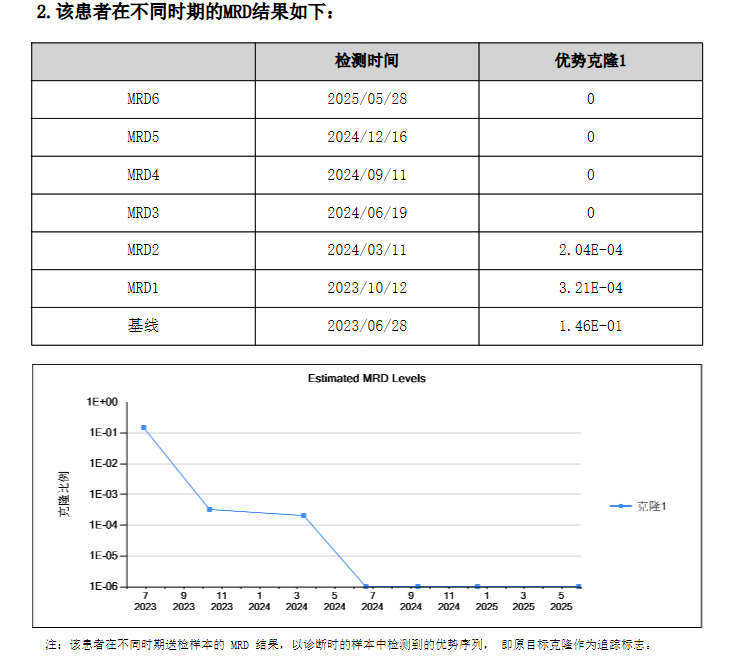 2.该患者在不同时期的MRD结果如下：
检测时间 优势克隆1
MRD6 2025/05/28 0
MRD5 2024/12/16 0
MRD4 2024/09/11 0
MRD3 2024/06/19 0
MRD2 2024/03/11 2.04E-04
MRD1 2023/10/12 3.21E-04
基线 2023/06/28 1.46E-01
Estimated MRD Levels
1E+00
1E-01
1E-02
1E-03
1E-04
1E-05
1E-06
克隆比例
克隆1
7 9 11 1 3 5 7 9 11 1 3 5
2023 2023 2023 2024 2024 2024 2024 2024 2024 2025 2025 2025
注：该患者在不同时期送检样本的 MRD 结果，以诊断时的样本中检测到的优势序列， 即原目标克隆作为追踪标志。